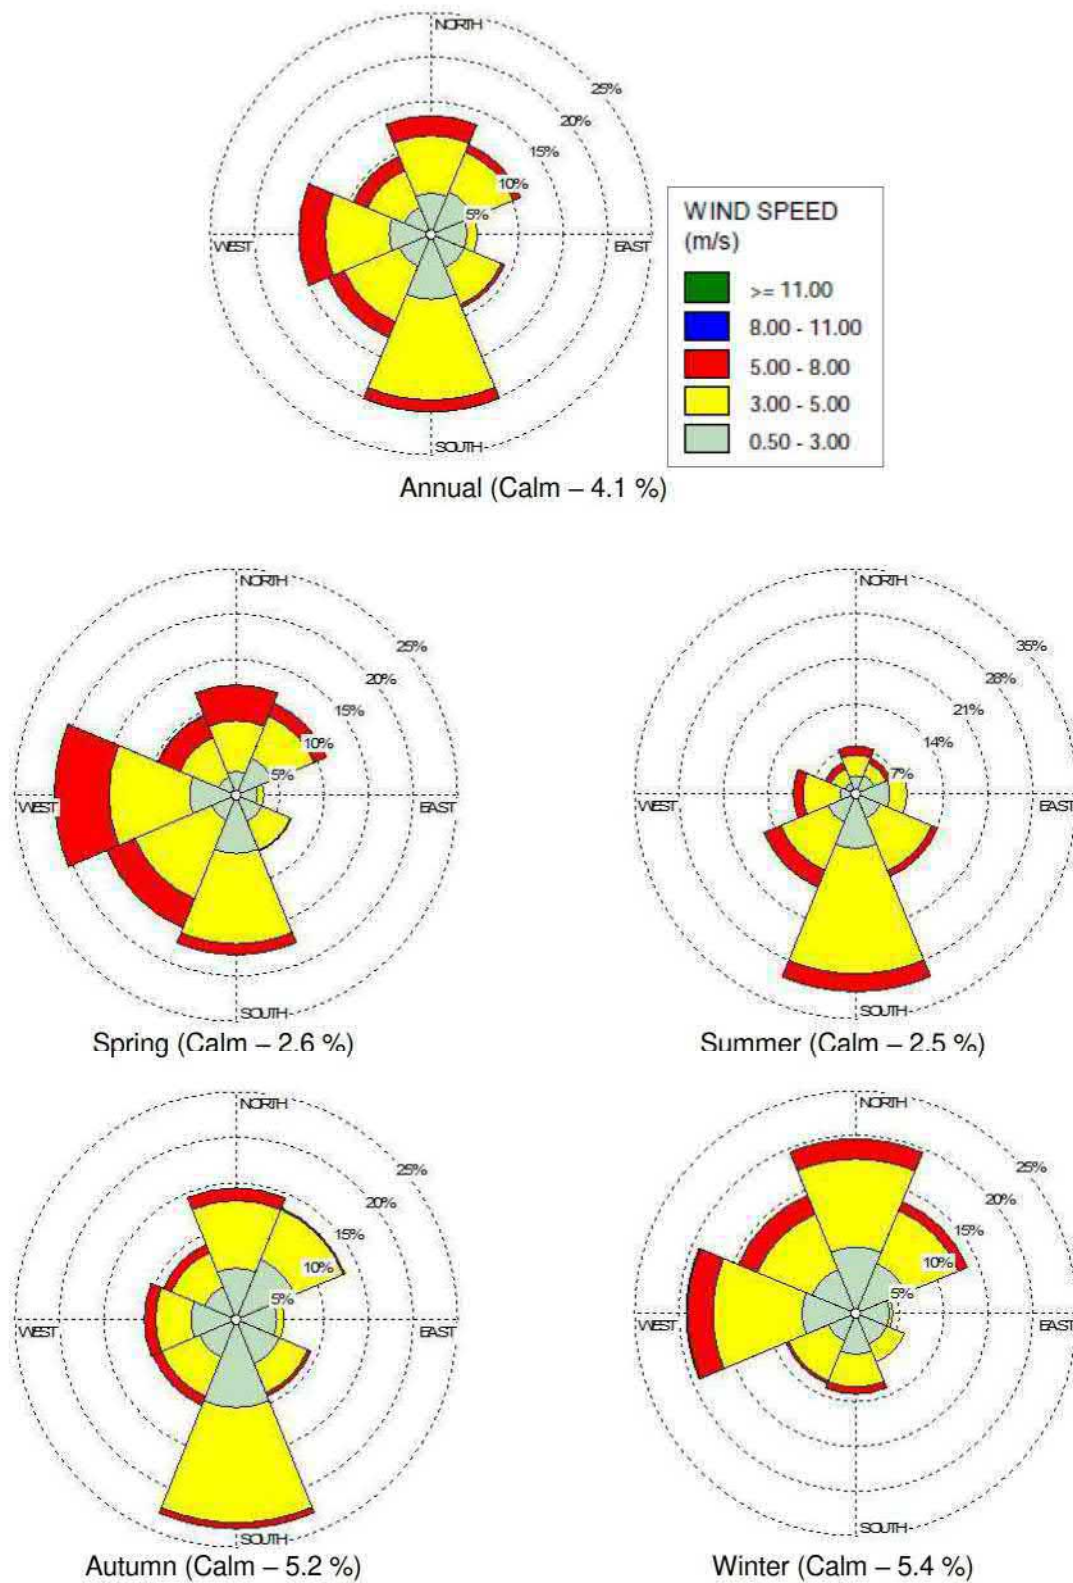 NORTH
25%
20%
15%
10%
5%
WEST
EAST
SOUTH
WIND SPEED
(m/s)
>= 11.00
8.00 - 11.00
5.00 - 8.00
3.00 - 5.00
0.50 - 3.00
Annual (Calm – 4.1 %)
NORTH
25%
20%
15%
10%
5%
WEST
EAST
SOUTH
Spring (Calm – 2.6 %)
NORTH
35%
28%
21%
14%
7%
WEST
EAST
SOUTH
Summer (Calm – 2.5 %)
NORTH
25%
20%
15%
10%
5%
WEST
EAST
SOUTH
Autumn (Calm – 5.2 %)
NORTH
25%
20%
15%
10%
5%
WEST
EAST
SOUTH
Winter (Calm – 5.4 %)